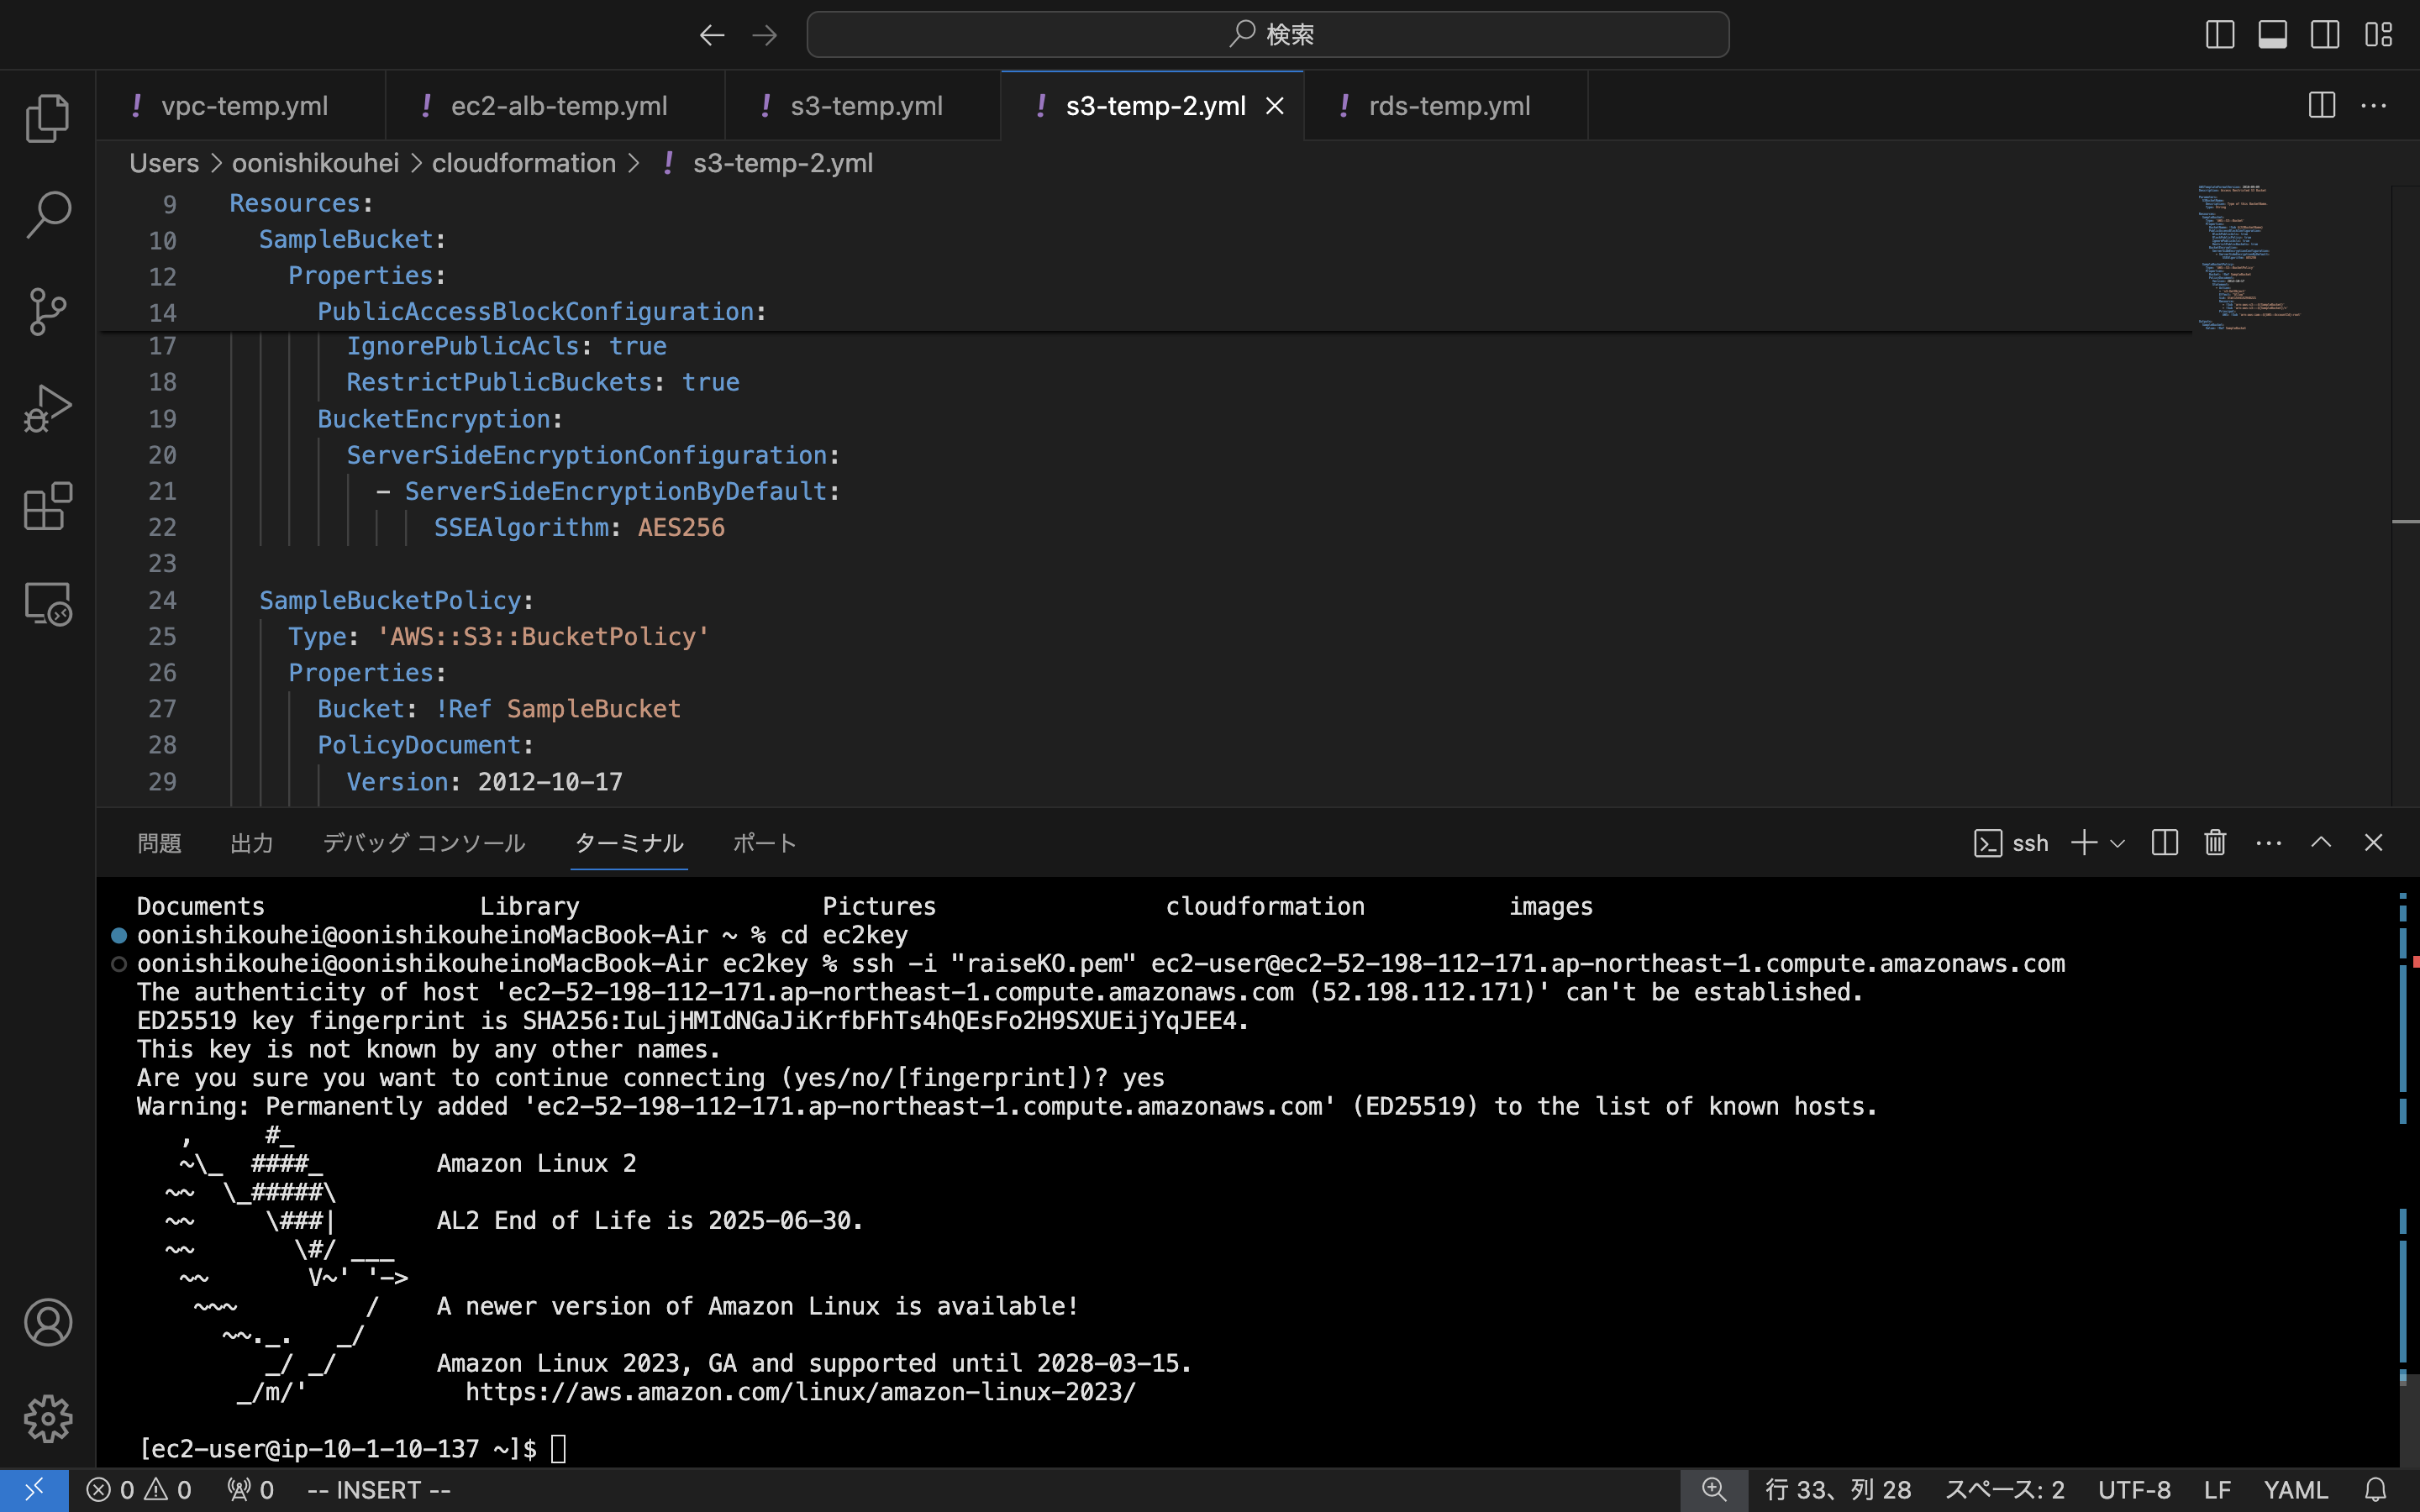 検索
vpc-temp.yml ec2-alb-temp.yml s3-temp.yml s3-temp-2.yml rds-temp.yml
Users > oonishikouhei > cloudformation > ! s3-temp-2.yml
9 Resources:
10 SampleBucket:
12 Properties:
14 PublicAccessBlockConfiguration:
17 IgnorePublicAcls: true
18 RestrictPublicBuckets: true
19 BucketEncryption:
20 ServerSideEncryptionConfiguration:
21 - ServerSideEncryptionByDefault:
22 SSEAlgorithm: AES256
23
24 SampleBucketPolicy:
25 Type: 'AWS::S3::BucketPolicy'
26 Properties:
27 Bucket: !Ref SampleBucket
28 PolicyDocument:
29 Version: 2012-10-17
問題 出力 デバッグ コンソール ターミナル ポート ssh
Documents Library Pictures cloudformation images
oonishikouhei@oonishikouheinoMacBook-Air ~ % cd ec2key
oonishikouhei@oonishikouheinoMacBook-Air ec2key % ssh -i "raiseKO.pem" ec2-user@ec2-52-198-112-171.ap-northeast-1.compute.amazonaws.com
The authenticity of host 'ec2-52-198-112-171.ap-northeast-1.compute.amazonaws.com (52.198.112.171)' can't be established.
ED25519 key fingerprint is SHA256:IuLjHMIdNGaJiKrfbFhTs4hQEsFo2H9SXUEijYqJEE4.
This key is not known by any other names.
Are you sure you want to continue connecting (yes/no/[fingerprint])? yes
Warning: Permanently added 'ec2-52-198-112-171.ap-northeast-1.compute.amazonaws.com' (ED25519) to the list of known hosts.
   ,     #_
   ~\_  ####_        Amazon Linux 2
  ~~  \_#####\
  ~~     \###|       AL2 End of Life is 2025-06-30.
  ~~       \#/ ___
   ~~       V~' '->
    ~~~         /    A newer version of Amazon Linux is available!
      ~~._.   _/
         _/ _/       Amazon Linux 2023, GA and supported until 2028-03-15.
       _/m/'           https://aws.amazon.com/linux/amazon-linux-2023/
[ec2-user@ip-10-1-10-137 ~]$
0 0 0 -- INSERT -- 行 33、列 28 スペース: 2 UTF-8 LF YAML